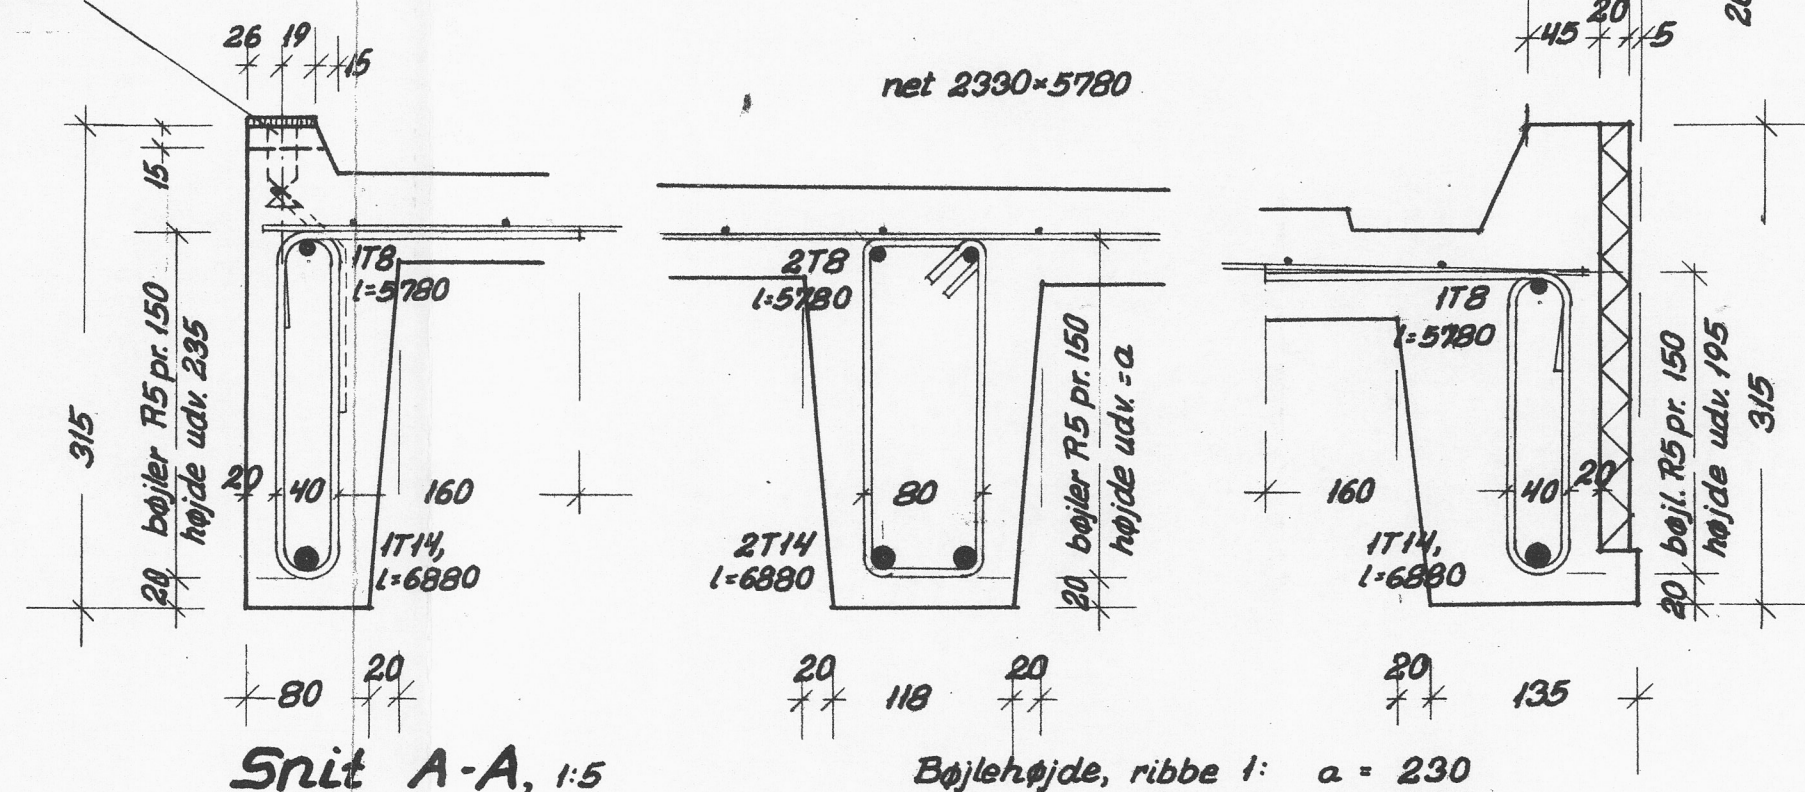 26 19 15
net 2330×5780
45 20 5
15
1T8
l=5780
2T8
l=5780
1T8
l=5780
315
bøjler R5 pr. 150
højde udv. 235
20 40 160
80
bøjler R5 pr. 150
højde udv. = a
160 40 20
bøjl. R5 pr. 150
højde udv. 195
315
1T14,
l=6880
2T14
l=6880
1T14,
l=6880
20
20
20
80 20
20 118 20
20 135
Snit A-A, 1:5
Bøjlehøjde, ribbe 1: a = 230